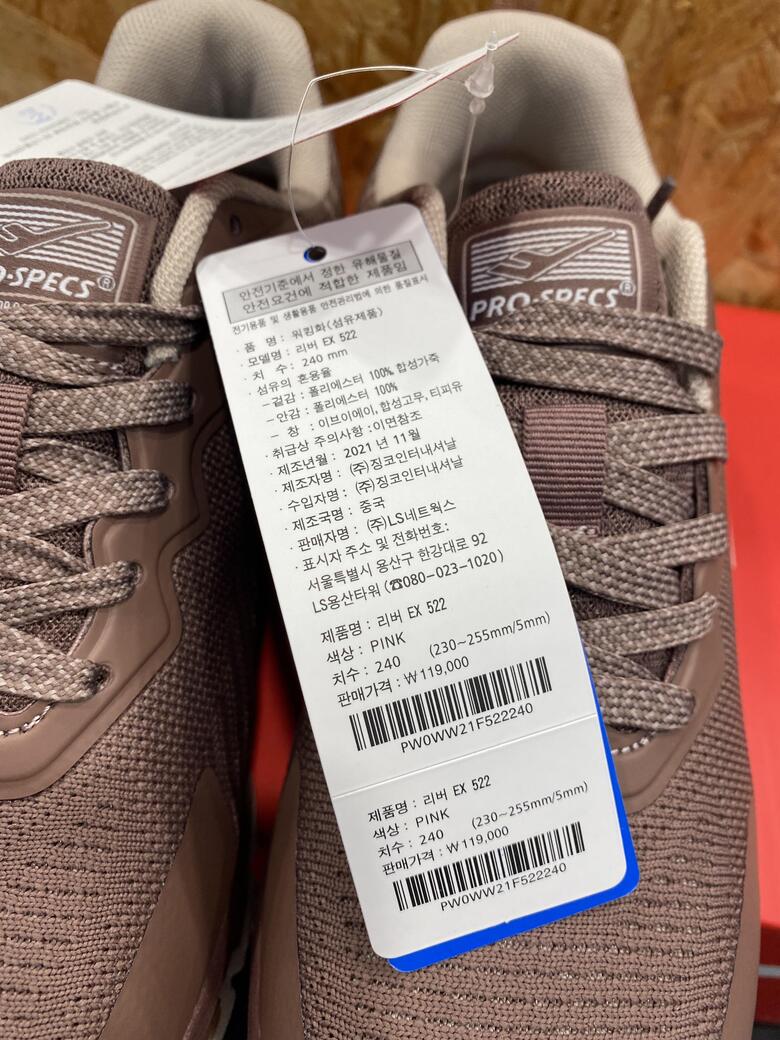 PRO-SPECS®
PRO-SPECS®
안전기준에서 정한 유해물질
안전요건에 적합한 제품임
전기용품 및 생활용품 안전관리법에 의한 품질표시
· 품 명 : 워킹화(섬유제품)
· 모델명 : 리버 EX 522
· 치 수 : 240 mm
· 섬유의 혼용율
- 겉감 : 폴리에스터 100% 합성가죽
- 안감 : 폴리에스터 100%
- 창 : 이브이에이, 합성고무, 티피유
· 취급상 주의사항 : 이면참조
· 제조년월 : 2021 년 11월
· 제조자명 : (주)징코인터내셔날
· 수입자명 : (주)징코인터내셔날
· 제조국명 : 중국
· 판매자명 : (주)LS네트웍스
· 표시자 주소 및 전화번호:
서울특별시 용산구 한강대로 92
LS용산타워 (☎080-023-1020)
제품명 : 리버 EX 522
색상 : PINK
치수 : 240 (230~255mm/5mm)
판매가격 : ₩119,000
PW0WW21F522240
제품명 : 리버 EX 522
색상 : PINK
치수 : 240 (230~255mm/5mm)
판매가격 : ₩119,000
PW0WW21F522240